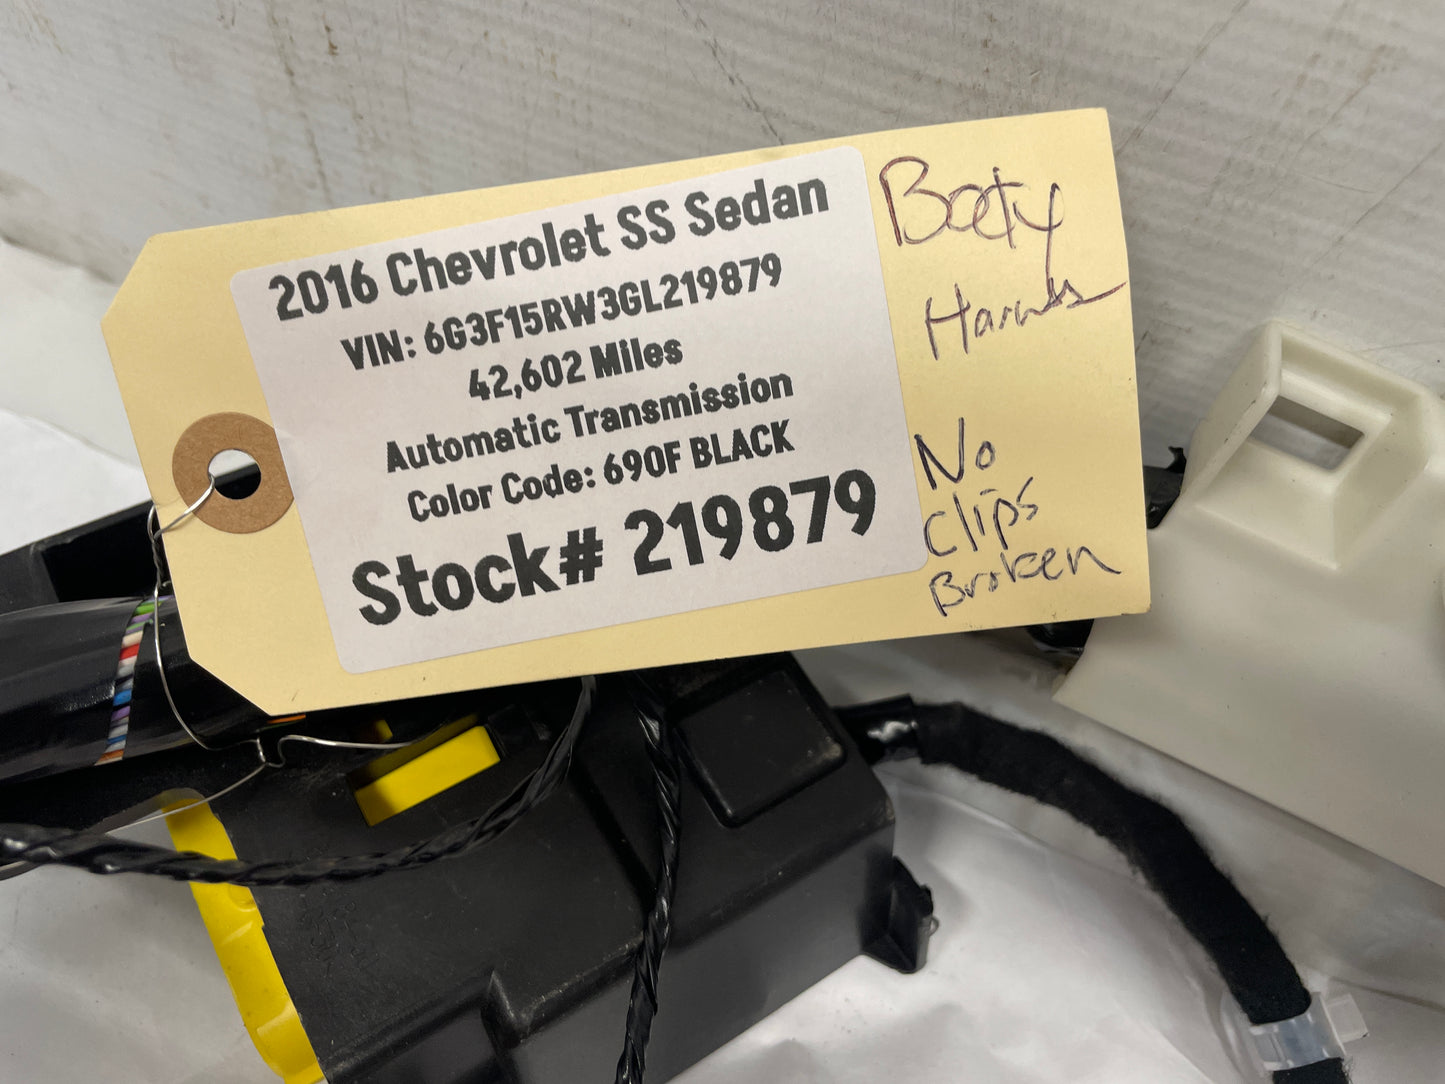 2016 Chevrolet SS Sedan
VIN: 6G3F15RW3GL219879
42,602 Miles
Automatic Transmission
Color Code: 690F BLACK
Stock# 219879
Body
Harness
No
Clips
Broken